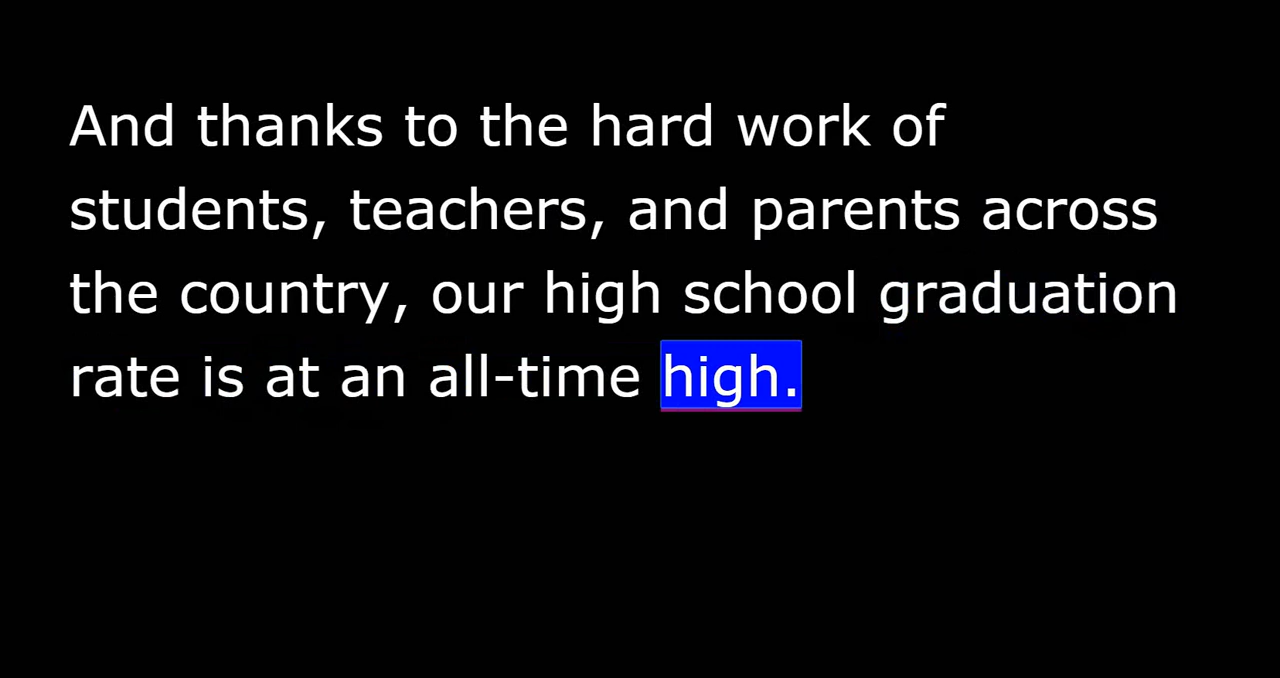 And thanks to the hard work of
students, teachers, and parents across
the country, our high school graduation
rate is at an all-time high.